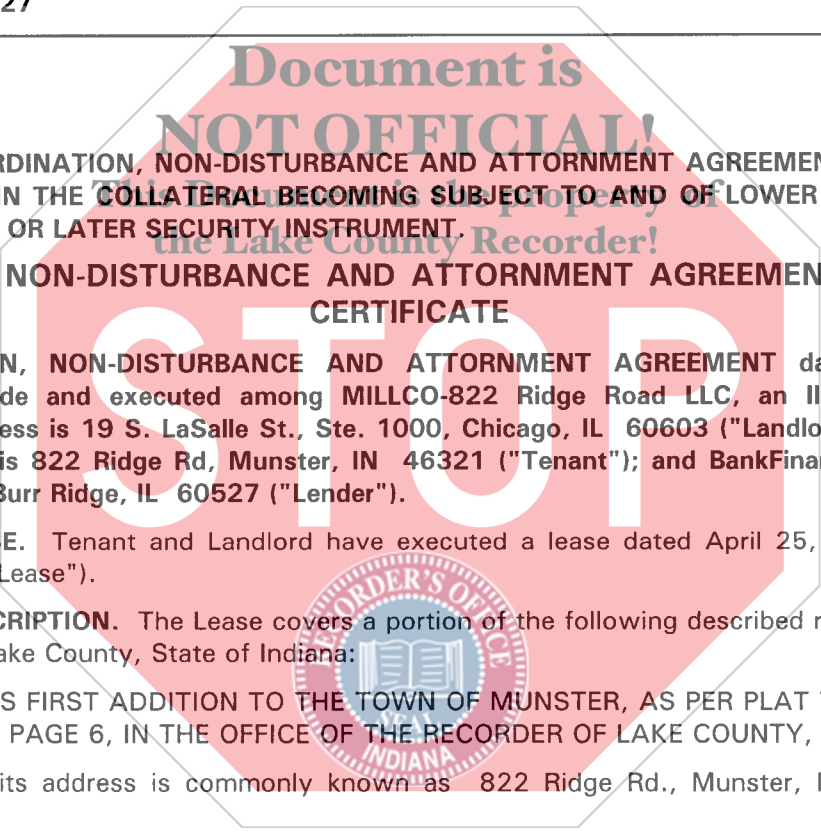 27
Document is
NOT OFFICIAL!
RDINATION, NON-DISTURBANCE AND ATTORNMENT AGREEMEN
This Document is the property of
IN THE COLLATERAL BECOMING SUBJECT TO AND OF LOWER
OR LATER SECURITY INSTRUMENT.
the Lake County Recorder!
NON-DISTURBANCE AND ATTORNMENT AGREEMEN
CERTIFICATE
STOP
N, NON-DISTURBANCE AND ATTORNMENT AGREEMENT da
de and executed among MILLCO-822 Ridge Road LLC, an Il
ess is 19 S. LaSalle St., Ste. 1000, Chicago, IL 60603 ("Landlo
is 822 Ridge Rd, Munster, IN 46321 ("Tenant"); and BankFinan
Burr Ridge, IL 60527 ("Lender").
E. Tenant and Landlord have executed a lease dated April 25,
Lease").
CRIPTION. The Lease covers a portion of the following described r
ake County, State of Indiana:
S FIRST ADDITION TO THE TOWN OF MUNSTER, AS PER PLAT
PAGE 6, IN THE OFFICE OF THE RECORDER OF LAKE COUNTY,
its address is commonly known as 822 Ridge Rd., Munster, I
RECORDER'S OFFICE
SEAL
INDIANA